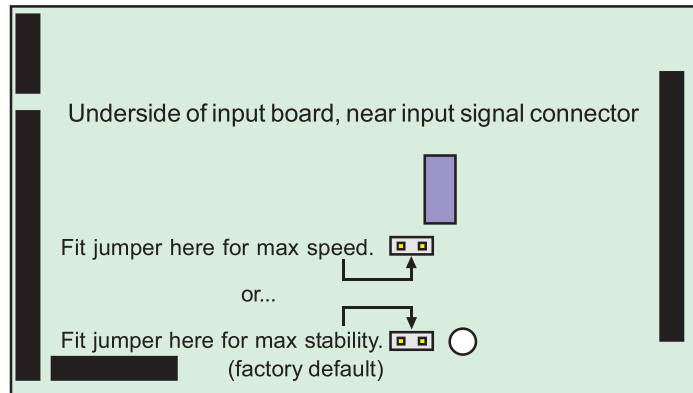 Underside of input board, near input signal connector
Fit jumper here for max speed.
or...
Fit jumper here for max stability.
(factory default)